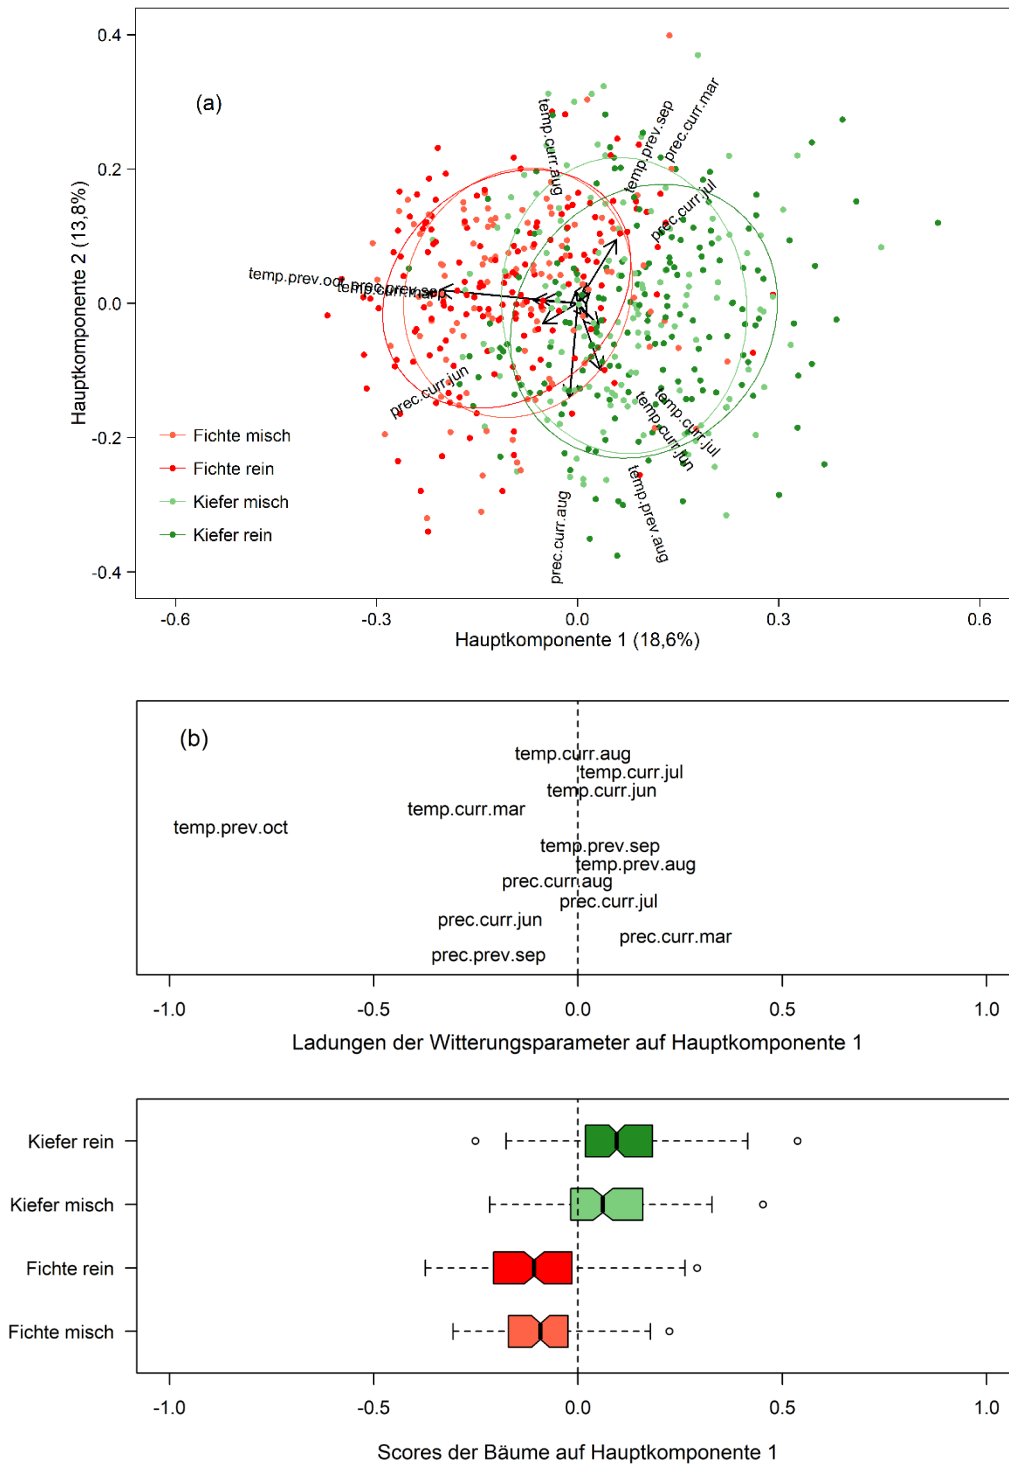 0.4
(a)
temp.curr.aug
temp.prev.sep
prec.curr.mar
0.2
prec.curr.jul
Hauptkomponente 2 (13,8%)
temp.prev.oct
prec.prev.sep
temp.curr.mar
0.0
prec.curr.jun
temp.curr.jul
temp.curr.jun
-0.2
Fichte misch
Fichte rein
Kiefer misch
Kiefer rein
prec.curr.aug
temp.prev.aug
-0.4
-0.6
-0.3
0.0
0.3
0.6
Hauptkomponente 1 (18,6%)
(b)
temp.curr.aug
temp.curr.jul
temp.curr.jun
temp.curr.mar
temp.prev.oct
temp.prev.sep
temp.prev.aug
prec.curr.aug
prec.curr.jul
prec.curr.jun
prec.curr.mar
prec.prev.sep
-1.0
-0.5
0.0
0.5
1.0
Ladungen der Witterungsparameter auf Hauptkomponente 1
Kiefer rein
Kiefer misch
Fichte rein
Fichte misch
-1.0
-0.5
0.0
0.5
1.0
Scores der Bäume auf Hauptkomponente 1